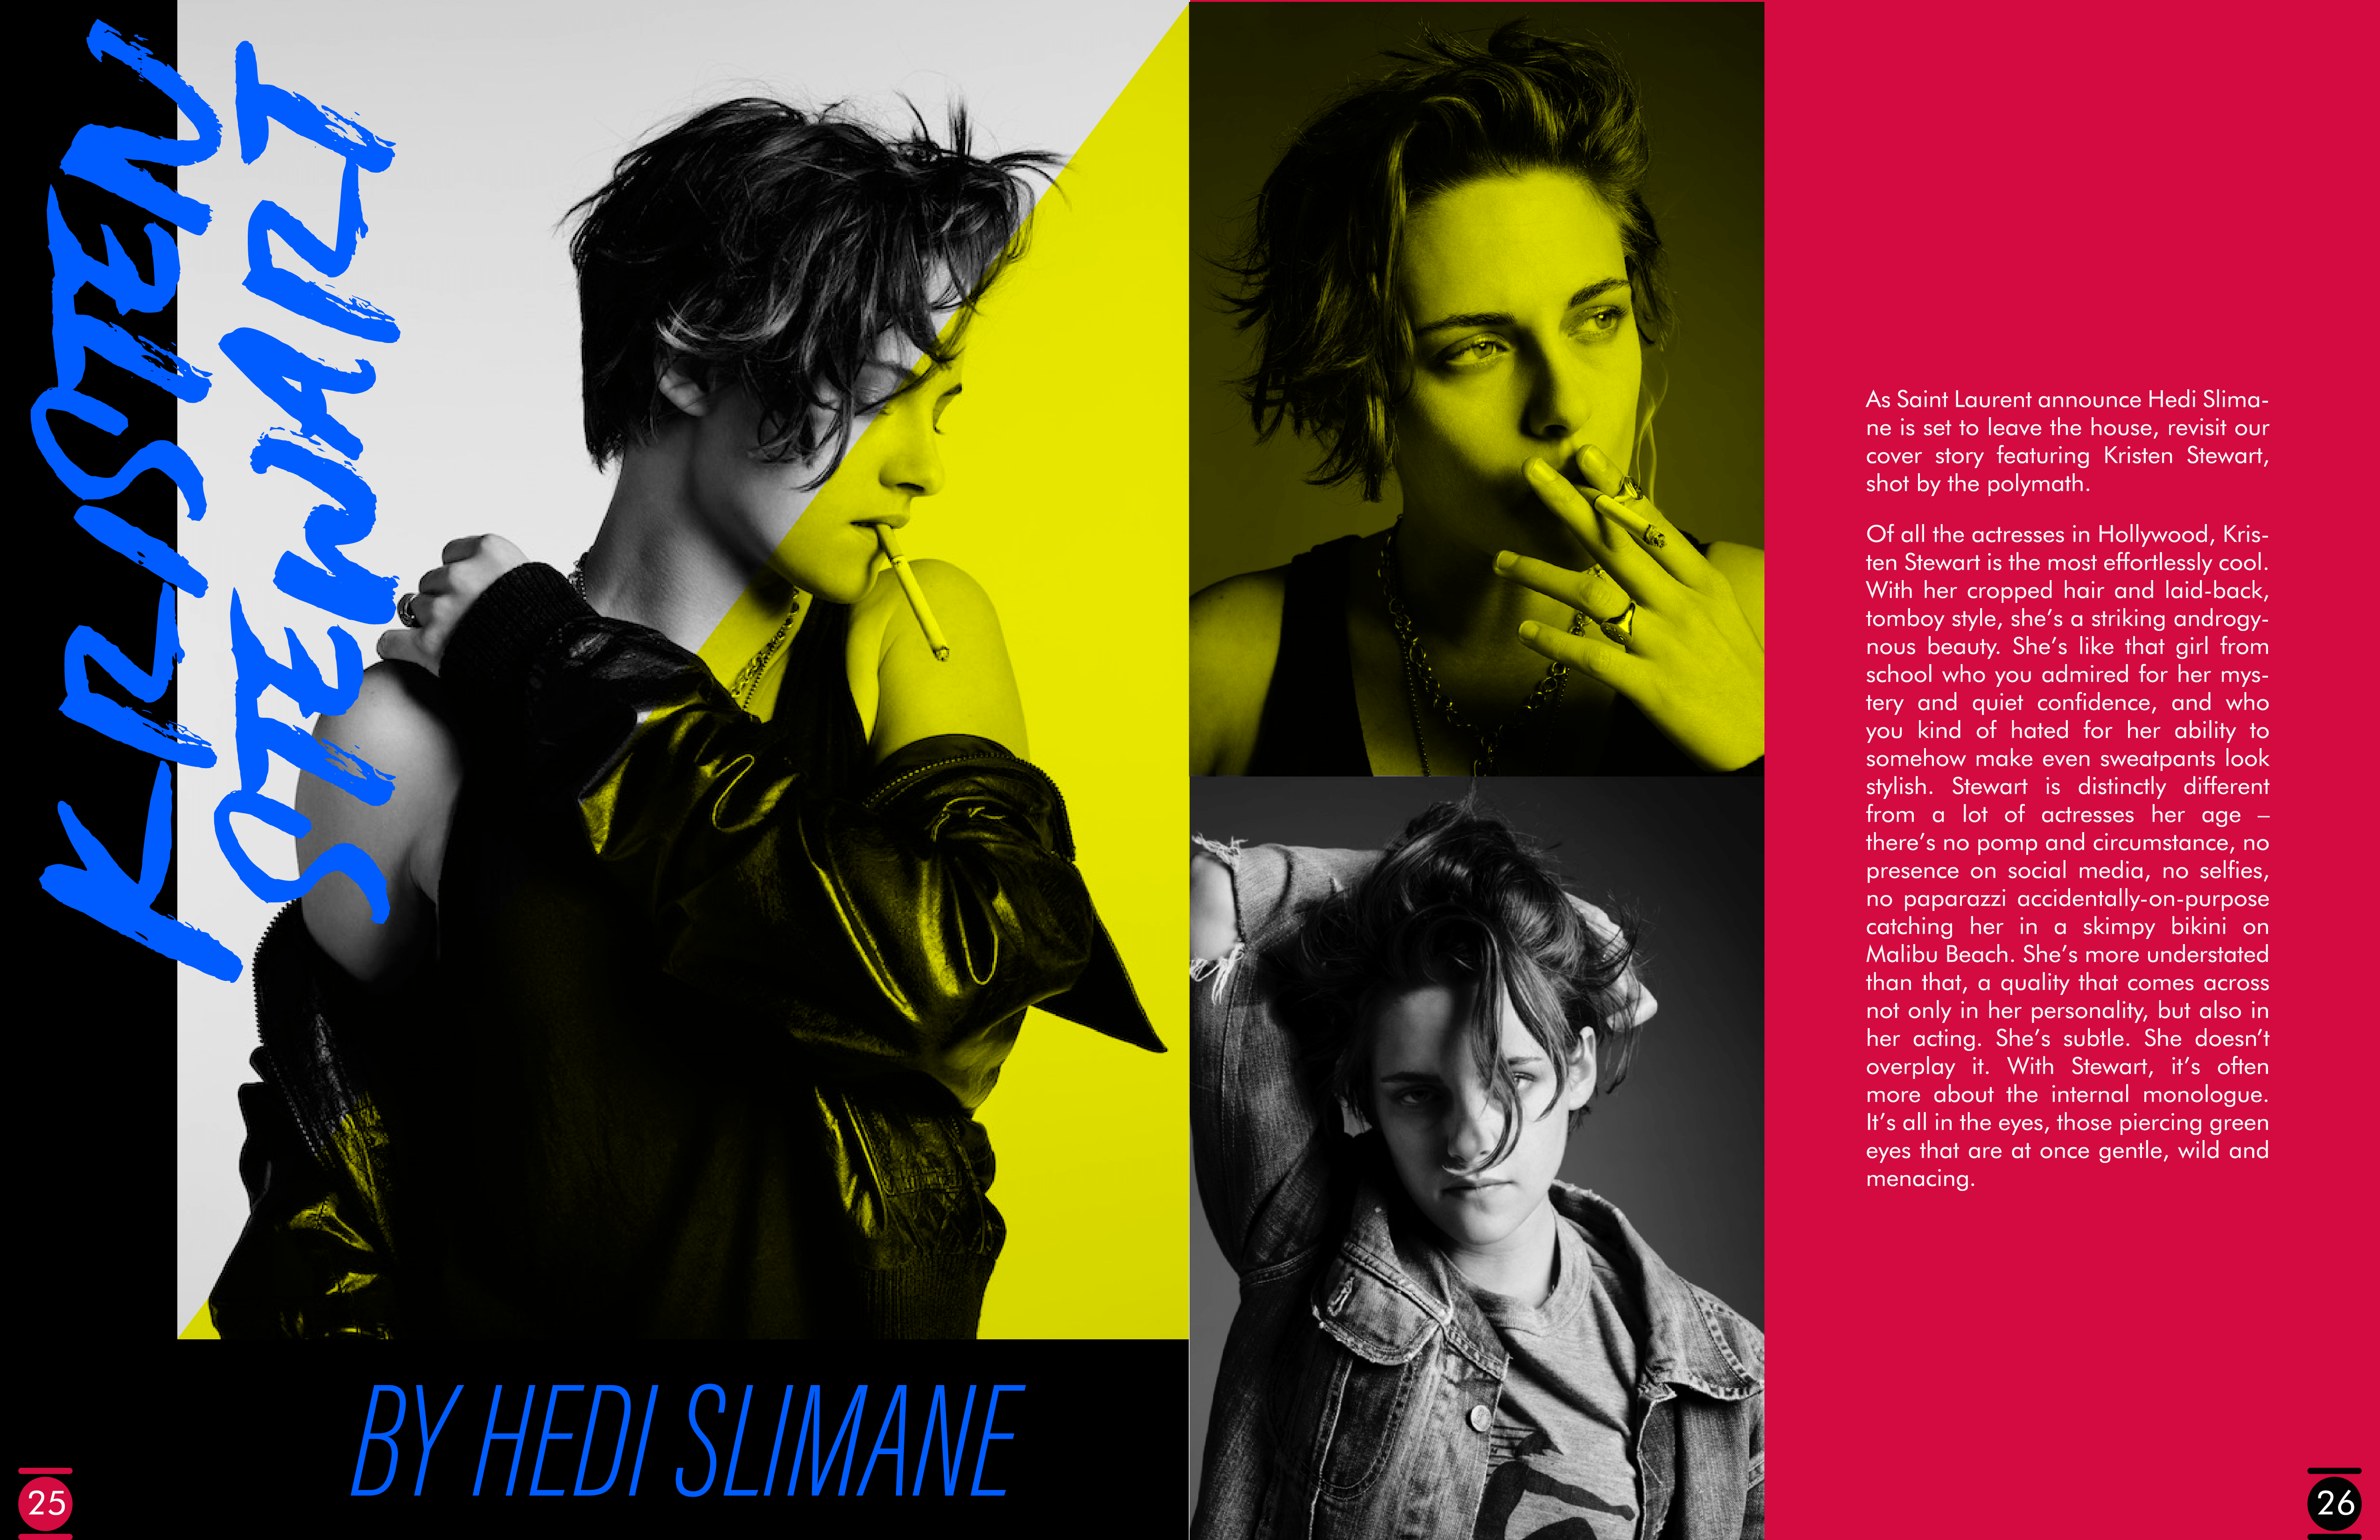 KRISTEN
STEWART
BY HEDI SLIMANE
25
As Saint Laurent announce Hedi Slima-
ne is set to leave the house, revisit our
cover story featuring Kristen Stewart,
shot by the polymath.
Of all the actresses in Hollywood, Kris-
ten Stewart is the most effortlessly cool.
With her cropped hair and laid-back,
tomboy style, she's a striking androgy-
nous beauty. She's like that girl from
school who you admired for her mys-
tery and quiet confidence, and who
you kind of hated for her ability to
somehow make even sweatpants look
stylish. Stewart is distinctly different
from a lot of actresses her age –
there's no pomp and circumstance, no
presence on social media, no selfies,
no paparazzi accidentally-on-purpose
catching her in a skimpy bikini on
Malibu Beach. She's more understated
than that, a quality that comes across
not only in her personality, but also in
her acting. She's subtle. She doesn't
overplay it. With Stewart, it's often
more about the internal monologue.
It's all in the eyes, those piercing green
eyes that are at once gentle, wild and
menacing.
26